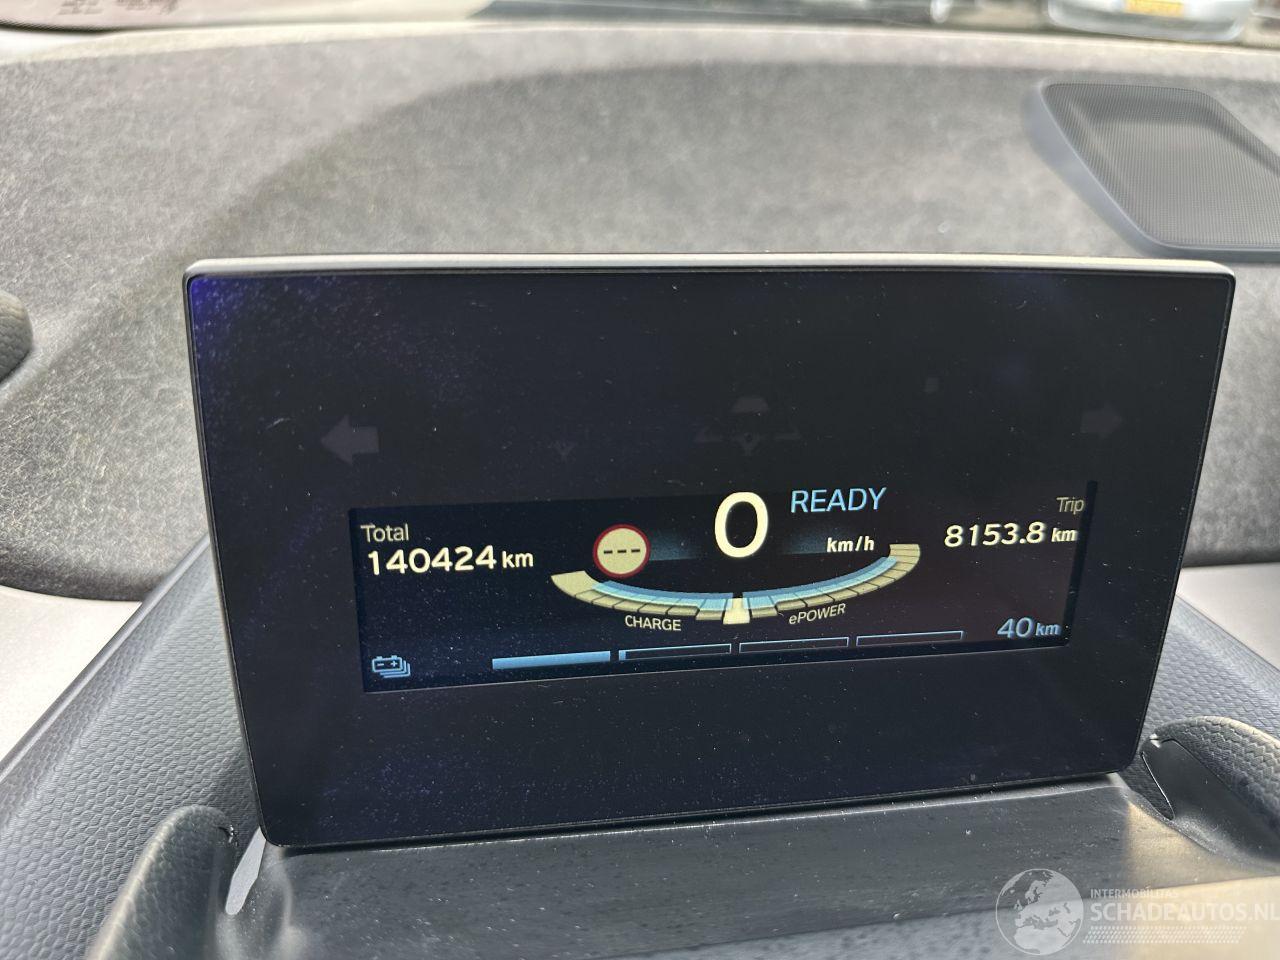 Total
140424 km
---
0
READY
km/h
Trip
8153.8 km
CHARGE
ePOWER
40 km
INTERMOBILITAS
SCHADEAUTOS.NL